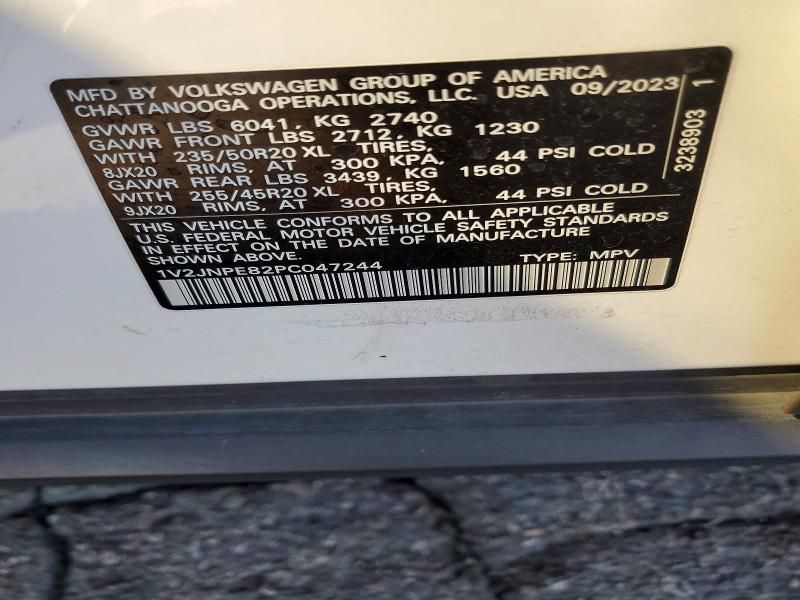 MFD BY VOLKSWAGEN GROUP OF AMERICA
CHATTANOOGA OPERATIONS, LLC. USA 09/2023
GVWR LBS 6041, KG 2740
GAWR FRONT LBS 2712, KG 1230
WITH 235/50R20 XL TIRES,
8JX20 RIMS, AT 300 KPA, 44 PSI COLD
GAWR REAR LBS 3439, KG 1560
WITH 255/45R20 XL TIRES,
9JX20 RIMS, AT 300 KPA, 44 PSI COLD
THIS VEHICLE CONFORMS TO ALL APPLICABLE
U.S. FEDERAL MOTOR VEHICLE SAFETY STANDARDS
IN EFFECT ON THE DATE OF MANUFACTURE
SHOWN ABOVE.
1V2JNPE82PC047244 TYPE: MPV
3238903 1